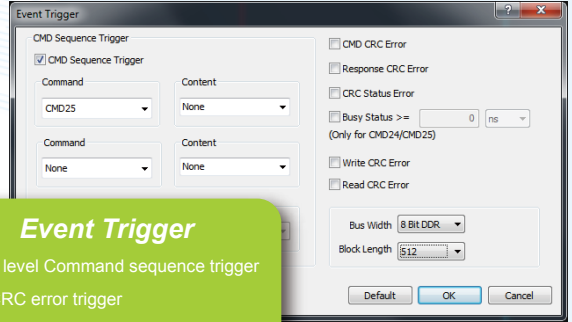 Event Trigger
CMD Sequence Trigger
CMD Sequence Trigger
Command
Content
CMD25
None
Command
Content
None
None
CMD CRC Error
Response CRC Error
CRC Status Error
Busy Status >=
0
ns
(Only for CMD24/CMD25)
Write CRC Error
Read CRC Error
Bus Width
8 Bit DDR
Block Length
512
Default
OK
Cancel
Event Trigger
level Command sequence trigger
RC error trigger